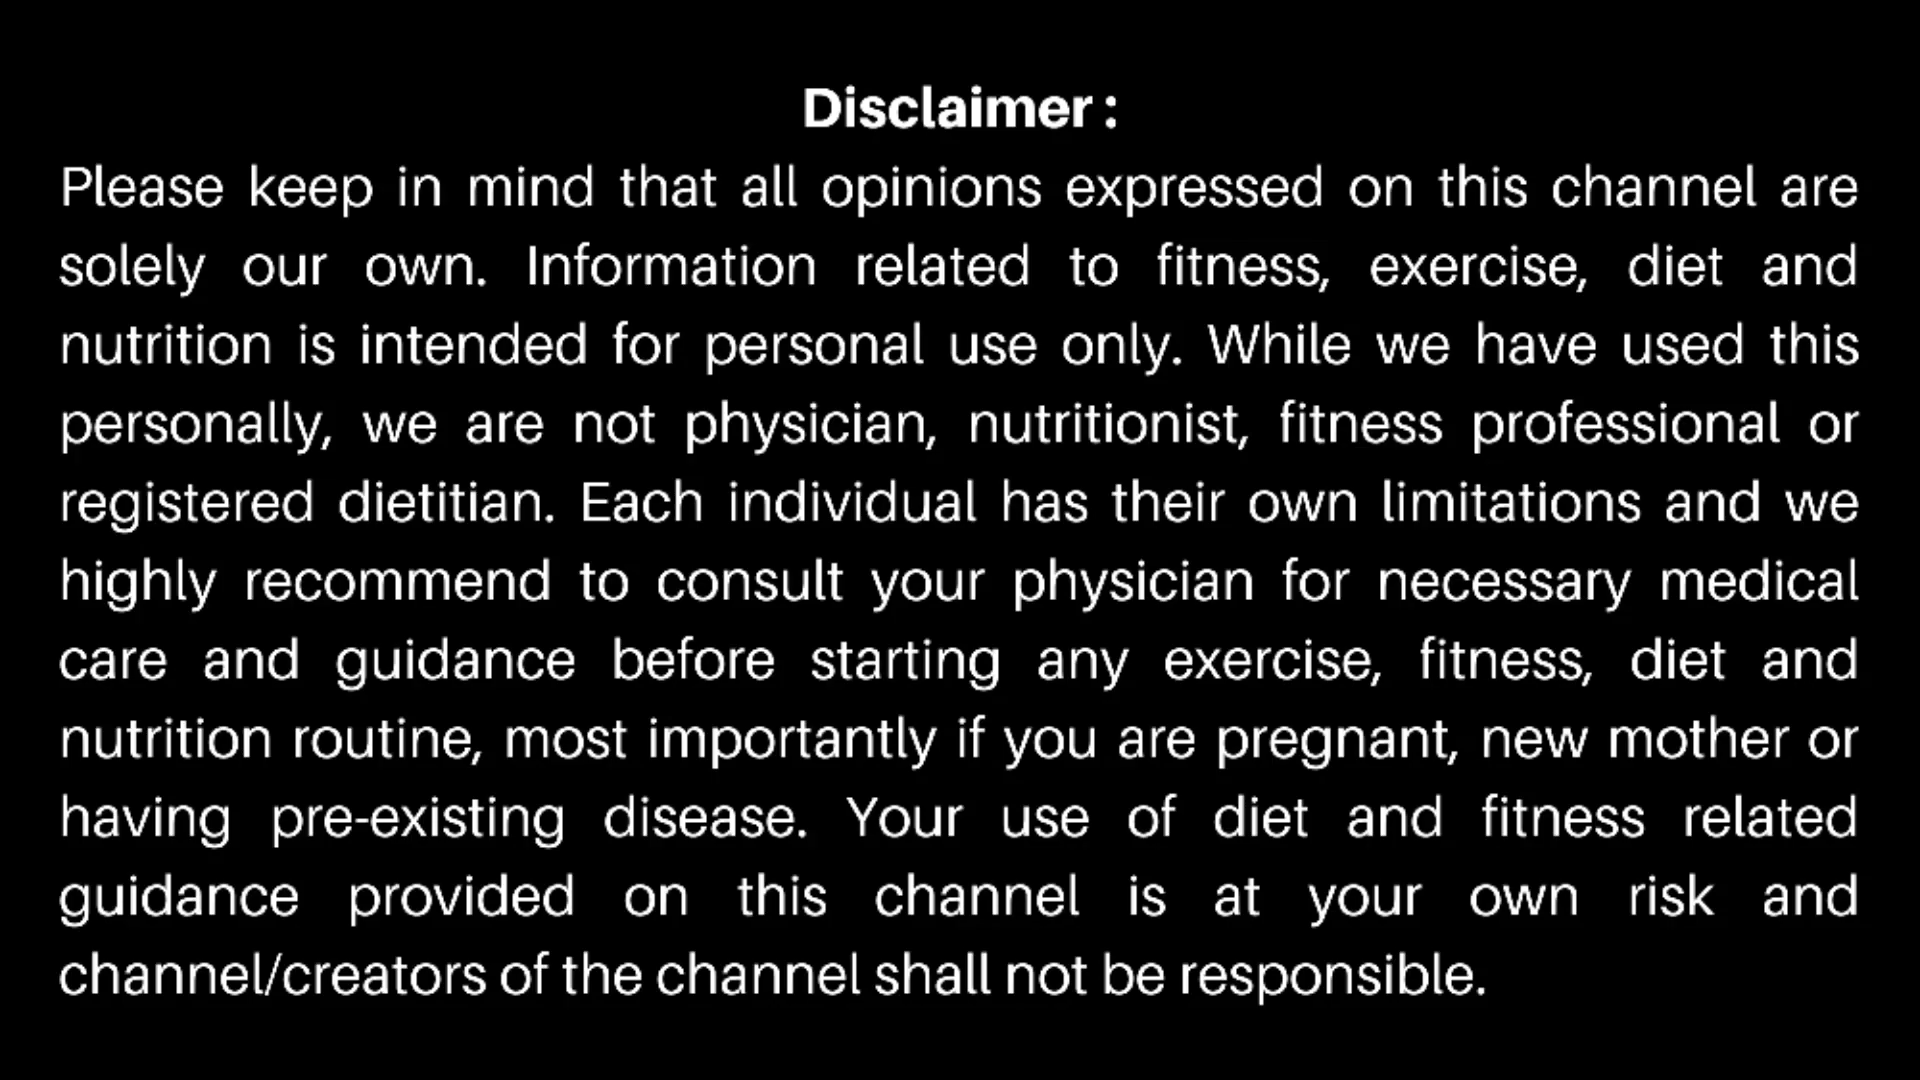 Disclaimer :
Please keep in mind that all opinions expressed on this channel are
solely our own. Information related to fitness, exercise, diet and
nutrition is intended for personal use only. While we have used this
personally, we are not physician, nutritionist, fitness professional or
registered dietitian. Each individual has their own limitations and we
highly recommend to consult your physician for necessary medical
care and guidance before starting any exercise, fitness, diet and
nutrition routine, most importantly if you are pregnant, new mother or
having pre-existing disease. Your use of diet and fitness related
guidance provided on this channel is at your own risk and
channel/creators of the channel shall not be responsible.